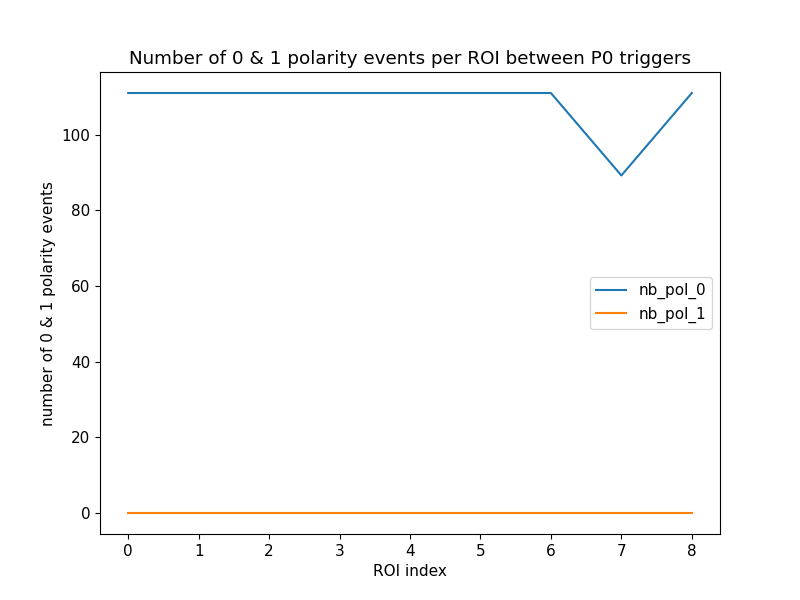 Number of 0 & 1 polarity events per ROI between P0 triggers
number of 0 & 1 polarity events
100
80
60
40
20
0
nb_pol_0
nb_pol_1
0 1 2 3 4 5 6 7 8
ROI index